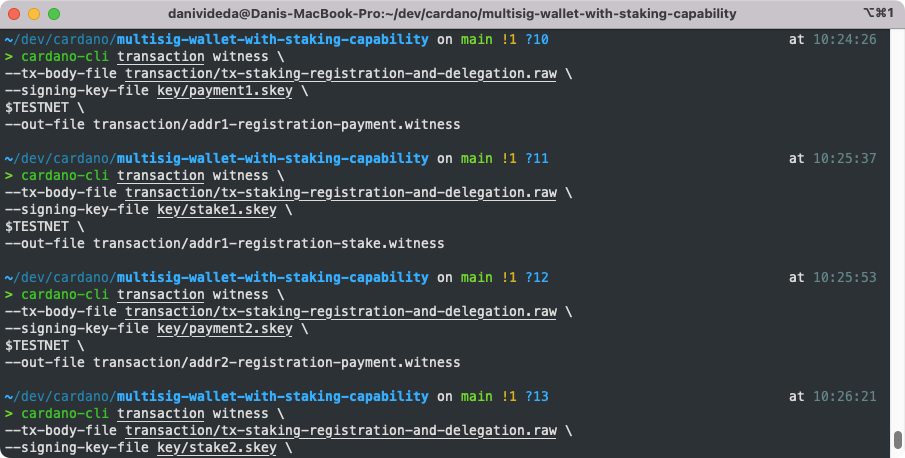 danivideda@Danis-MacBook-Pro:~/dev/cardano/multisig-wallet-with-staking-capability ⌥⌘1
~/dev/cardano/multisig-wallet-with-staking-capability on main !1 ?10 at 10:24:26
> cardano-cli transaction witness \
--tx-body-file transaction/tx-staking-registration-and-delegation.raw \
--signing-key-file key/payment1.skey \
$TESTNET \
--out-file transaction/addr1-registration-payment.witness
~/dev/cardano/multisig-wallet-with-staking-capability on main !1 ?11 at 10:25:37
> cardano-cli transaction witness \
--tx-body-file transaction/tx-staking-registration-and-delegation.raw \
--signing-key-file key/stake1.skey \
$TESTNET \
--out-file transaction/addr1-registration-stake.witness
~/dev/cardano/multisig-wallet-with-staking-capability on main !1 ?12 at 10:25:53
> cardano-cli transaction witness \
--tx-body-file transaction/tx-staking-registration-and-delegation.raw \
--signing-key-file key/payment2.skey \
$TESTNET \
--out-file transaction/addr2-registration-payment.witness
~/dev/cardano/multisig-wallet-with-staking-capability on main !1 ?13 at 10:26:21
> cardano-cli transaction witness \
--tx-body-file transaction/tx-staking-registration-and-delegation.raw \
--signing-key-file key/stake2.skey \